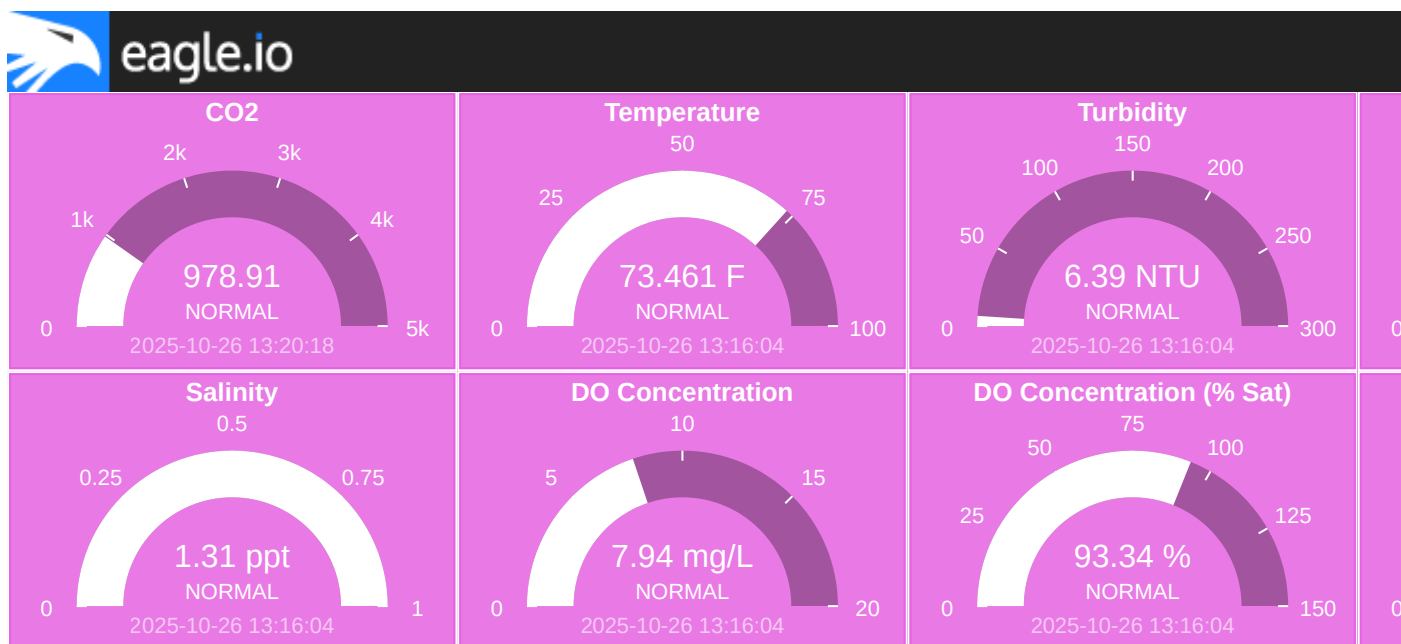 eagle.io
CO2
2k
3k
1k
4k
978.91
NORMAL
0
5k
2025-10-26 13:20:18
Temperature
50
25
75
73.461 F
NORMAL
0
100
2025-10-26 13:16:04
Turbidity
150
100
200
50
250
6.39 NTU
NORMAL
0
300
2025-10-26 13:16:04
Salinity
0.5
0.25
0.75
1.31 ppt
NORMAL
0
1
2025-10-26 13:16:04
DO Concentration
10
5
15
7.94 mg/L
NORMAL
0
20
2025-10-26 13:16:04
DO Concentration (% Sat)
75
50
100
25
125
93.34 %
NORMAL
0
150
2025-10-26 13:16:04